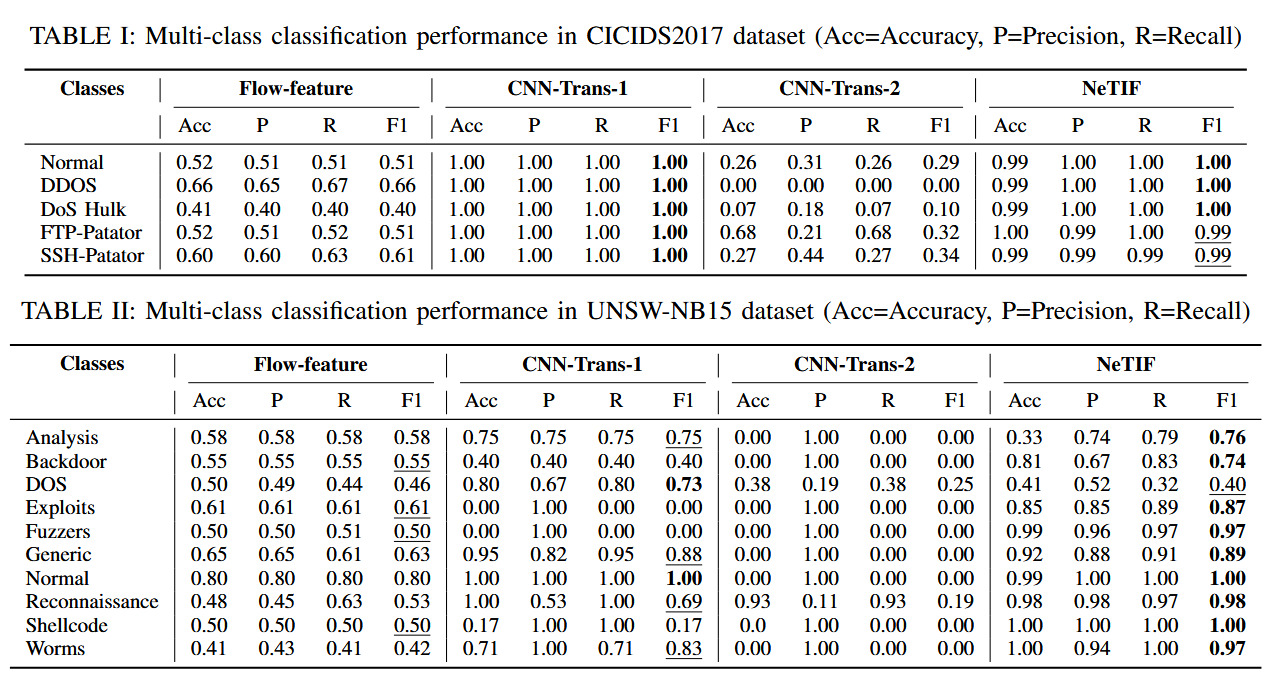 TABLE I: Multi-class classification performance in CICIDS2017 dataset (Acc=Accuracy, P=Precision, R=Recall)
Classes Flow-feature CNN-Trans-1 CNN-Trans-2 NeTIF
Acc P R F1 Acc P R F1 Acc P R F1 Acc P R F1
Normal 0.52 0.51 0.51 0.51 1.00 1.00 1.00 1.00 0.26 0.31 0.26 0.29 0.99 1.00 1.00 1.00
DDOS 0.66 0.65 0.67 0.66 1.00 1.00 1.00 1.00 0.00 0.00 0.00 0.00 0.99 1.00 1.00 1.00
DoS Hulk 0.41 0.40 0.40 0.40 1.00 1.00 1.00 1.00 0.07 0.18 0.07 0.10 0.99 1.00 1.00 1.00
FTP-Patator 0.52 0.51 0.52 0.51 1.00 1.00 1.00 1.00 0.68 0.21 0.68 0.32 1.00 0.99 1.00 0.99
SSH-Patator 0.60 0.60 0.63 0.61 1.00 1.00 1.00 1.00 0.27 0.44 0.27 0.34 0.99 0.99 0.99 0.99
TABLE II: Multi-class classification performance in UNSW-NB15 dataset (Acc=Accuracy, P=Precision, R=Recall)
Classes Flow-feature CNN-Trans-1 CNN-Trans-2 NeTIF
Acc P R F1 Acc P R F1 Acc P R F1 Acc P R F1
Analysis 0.58 0.58 0.58 0.58 0.75 0.75 0.75 0.75 0.00 1.00 0.00 0.00 0.33 0.74 0.79 0.76
Backdoor 0.55 0.55 0.55 0.55 0.40 0.40 0.40 0.40 0.00 1.00 0.00 0.00 0.81 0.67 0.83 0.74
DOS 0.50 0.49 0.44 0.46 0.80 0.67 0.80 0.73 0.38 0.19 0.38 0.25 0.41 0.52 0.32 0.40
Exploits 0.61 0.61 0.61 0.61 0.00 1.00 0.00 0.00 0.00 1.00 0.00 0.00 0.85 0.85 0.89 0.87
Fuzzers 0.50 0.50 0.51 0.50 0.00 1.00 0.00 0.00 0.00 1.00 0.00 0.00 0.99 0.96 0.97 0.97
Generic 0.65 0.65 0.61 0.63 0.95 0.82 0.95 0.88 0.00 1.00 0.00 0.00 0.92 0.88 0.91 0.89
Normal 0.80 0.80 0.80 0.80 1.00 1.00 1.00 1.00 0.00 1.00 0.00 0.00 0.99 1.00 1.00 1.00
Reconnaissance 0.48 0.45 0.63 0.53 1.00 0.53 1.00 0.69 0.93 0.11 0.93 0.19 0.98 0.98 0.97 0.98
Shellcode 0.50 0.50 0.50 0.50 0.17 1.00 1.00 0.17 0.0 1.00 0.00 0.00 1.00 1.00 1.00 1.00
Worms 0.41 0.43 0.41 0.42 0.71 1.00 0.71 0.83 0.00 1.00 0.00 0.00 1.00 0.94 1.00 0.97